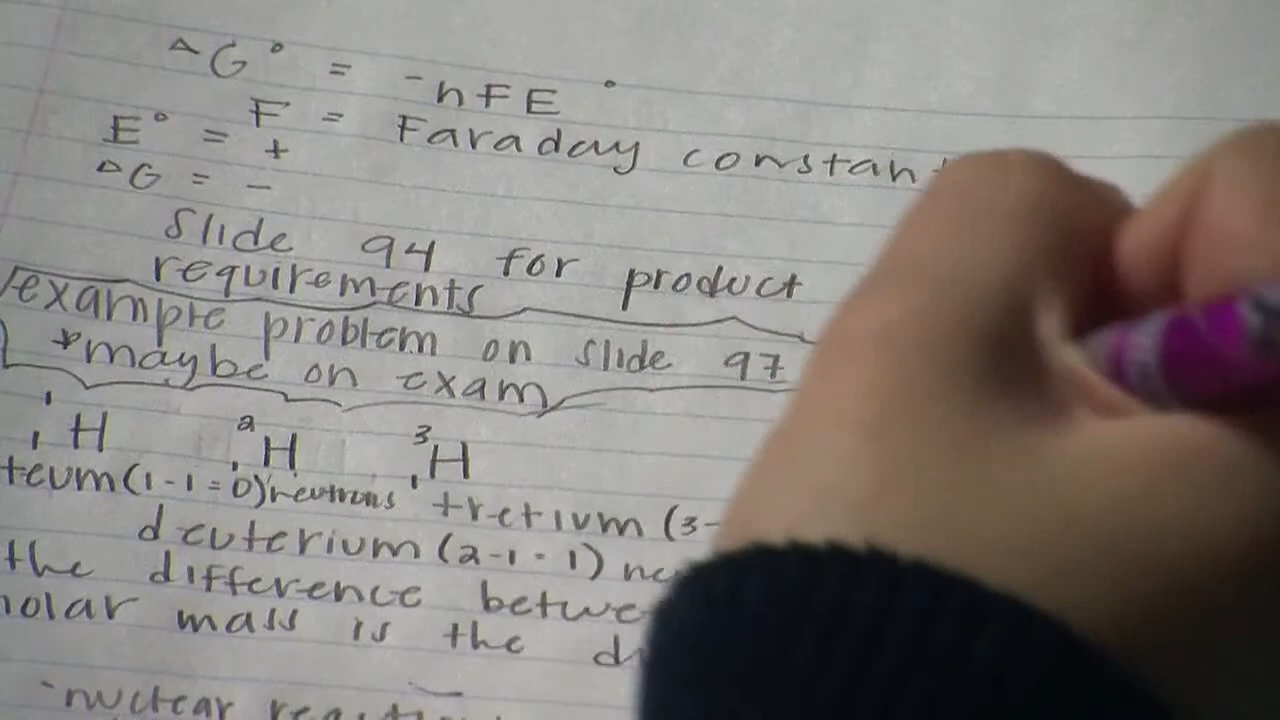 ΔG° = -nFE°
F = Faraday constant
E° = +
ΔG = -
Slide 94 for product
requirements
example problem on slide 97
*maybe on exam
¹₁H ²₁H ³₁H
teum (1-1=0) neutrons tretium (3-
deuterium (2-1-1) ne
the difference betwe
molar mass is the d
-nuclear reacti